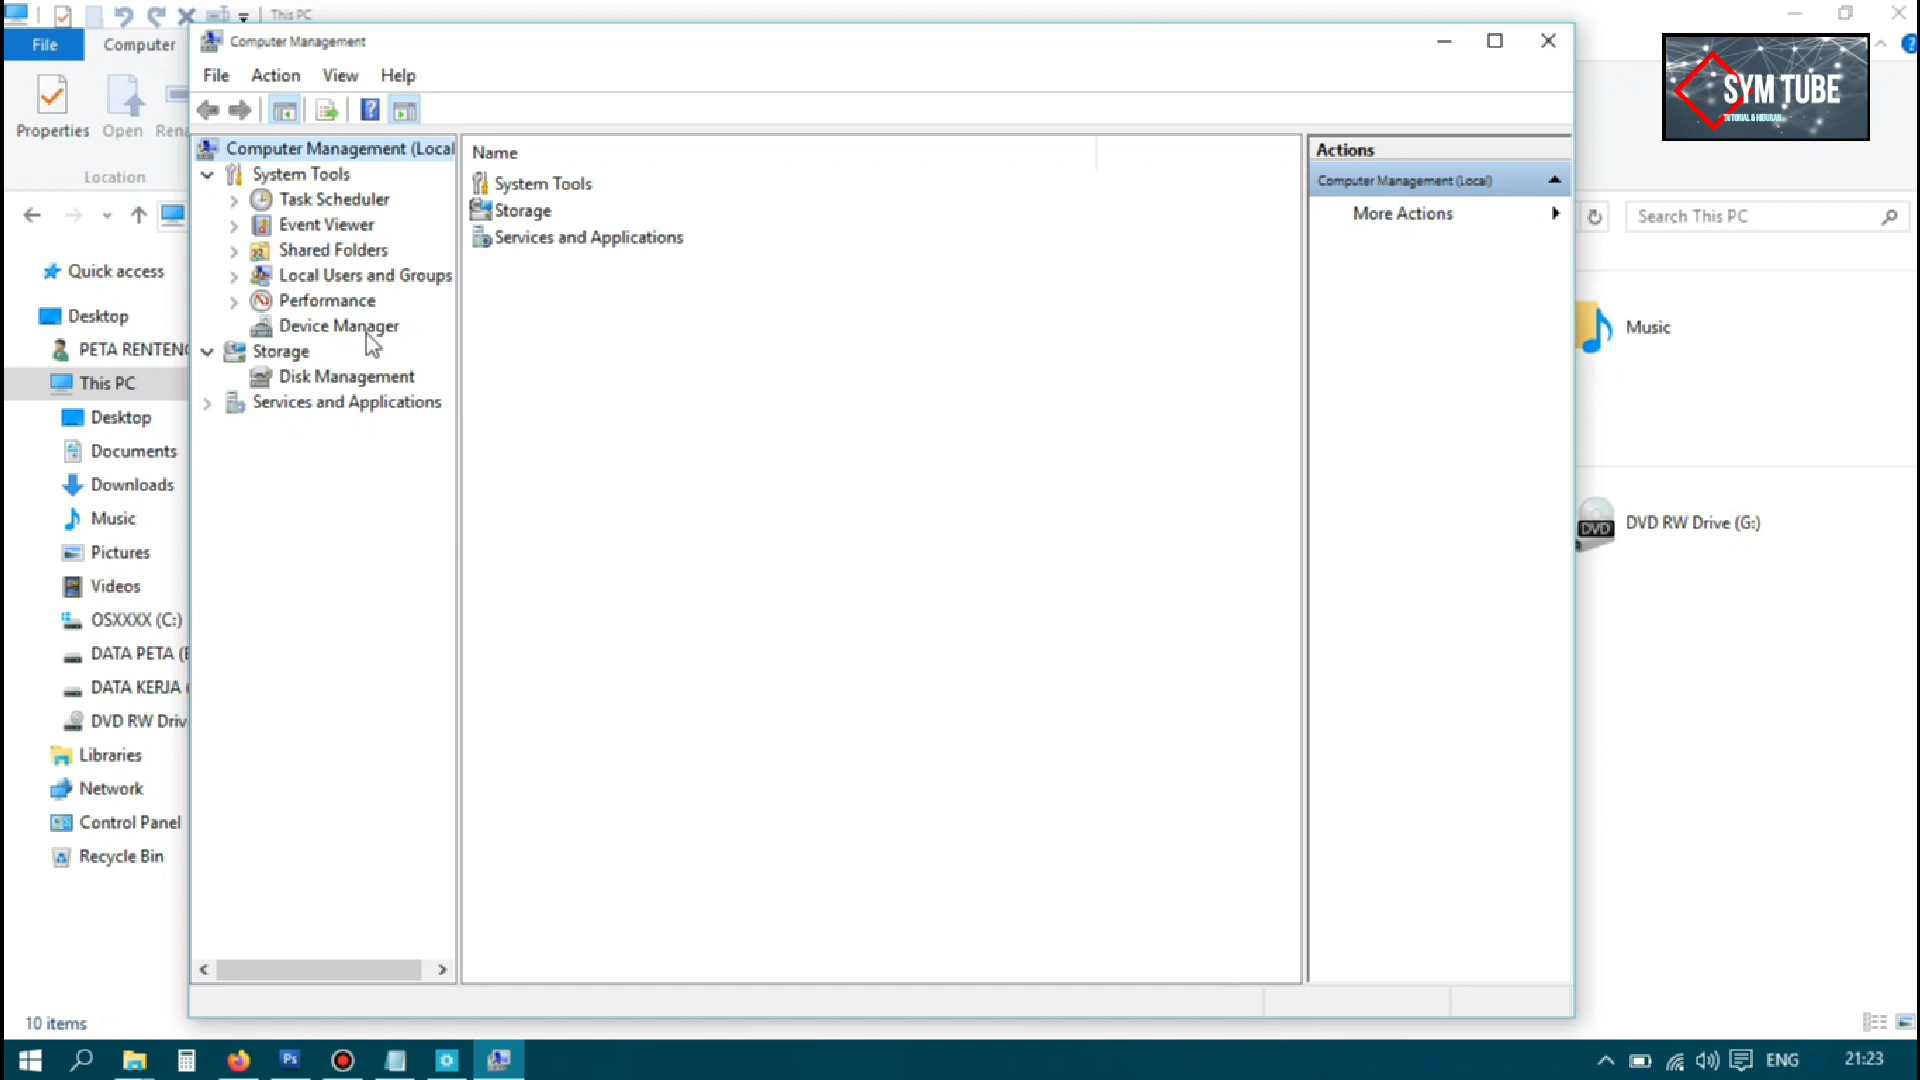 This PC
File
Computer
Properties
Open
Location
Quick access
Desktop
This PC
Desktop
Documents
Downloads
Music
Pictures
Videos
OSXXXX (C:)
DATA PETA
DATA KERJA
DVD RW
Libraries
Network
Control Panel
Recycle Bin
10 items
Computer Management
File Action View Help
Computer Management (Local
System Tools
Task Scheduler
Event Viewer
Shared Folders
Local Users and Groups
Performance
Device Manager
Storage
Disk Management
Services and Applications
Name
System Tools
Storage
Services and Applications
Actions
Computer Management (Local)
More Actions
SYM TUBE
Search This PC
Music
DVD
DVD RW Drive (G:)
Ps
ENG
21:23